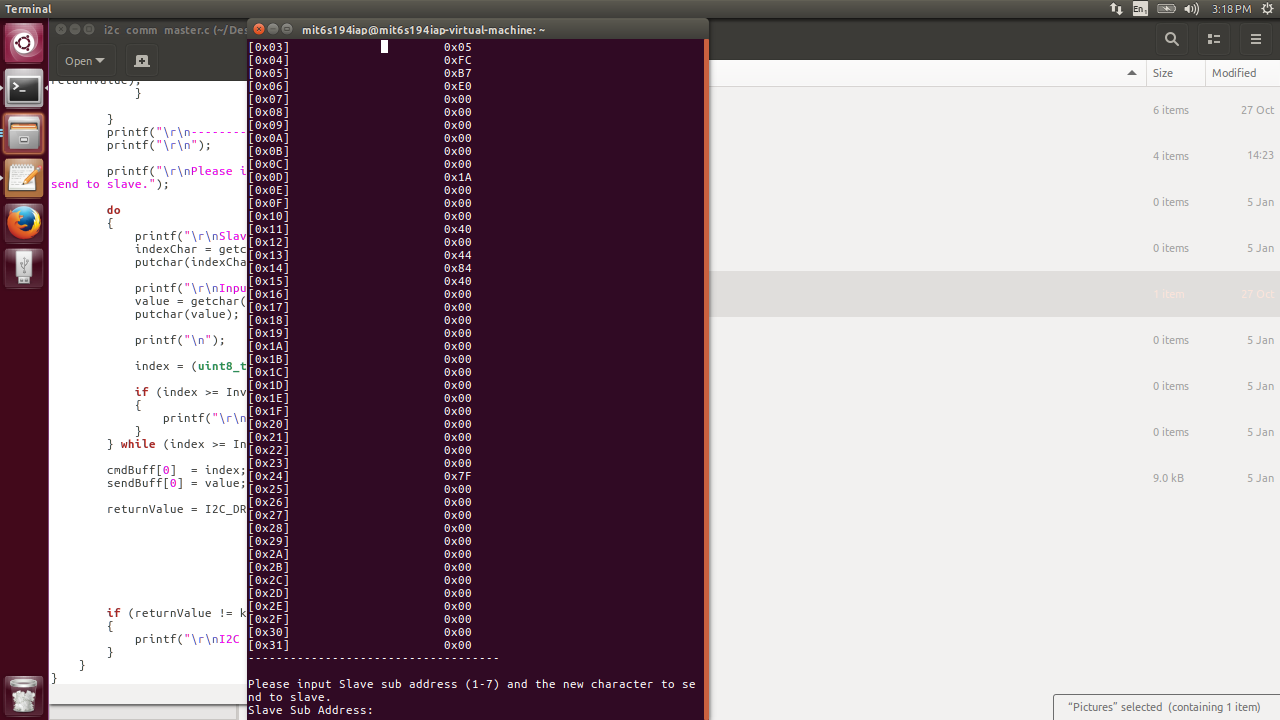 Terminal
En
3:18 PM
i2c_comm_master.c (~/Des
mit6s194iap@mit6s194iap-virtual-machine: ~
Open
returnValue);
}
}
printf("\r\n--------
printf("\r\n");
printf("\r\nPlease i
send to slave.");
do
{
printf("\r\nSlav
indexChar = getc
putchar(indexCha
printf("\r\nInpu
value = getchar(
putchar(value);
printf("\n");
index = (uint8_t
if (index >= Inv
{
printf("\r\n
}
} while (index >= In
cmdBuff[0]  = index;
sendBuff[0] = value;
returnValue = I2C_DR
if (returnValue != k
{
printf("\r\nI2C
}
}
}
[0x03] 0x05
[0x04] 0xFC
[0x05] 0xB7
[0x06] 0xE0
[0x07] 0x00
[0x08] 0x00
[0x09] 0x00
[0x0A] 0x00
[0x0B] 0x00
[0x0C] 0x00
[0x0D] 0x1A
[0x0E] 0x00
[0x0F] 0x00
[0x10] 0x00
[0x11] 0x40
[0x12] 0x00
[0x13] 0x44
[0x14] 0x84
[0x15] 0x40
[0x16] 0x00
[0x17] 0x00
[0x18] 0x00
[0x19] 0x00
[0x1A] 0x00
[0x1B] 0x00
[0x1C] 0x00
[0x1D] 0x00
[0x1E] 0x00
[0x1F] 0x00
[0x20] 0x00
[0x21] 0x00
[0x22] 0x00
[0x23] 0x00
[0x24] 0x7F
[0x25] 0x00
[0x26] 0x00
[0x27] 0x00
[0x28] 0x00
[0x29] 0x00
[0x2A] 0x00
[0x2B] 0x00
[0x2C] 0x00
[0x2D] 0x00
[0x2E] 0x00
[0x2F] 0x00
[0x30] 0x00
[0x31] 0x00
------------------------------------
Please input Slave sub address (1-7) and the new character to se
nd to slave.
Slave Sub Address:
Size Modified
6 items 27 Oct
4 items 14:23
0 items 5 Jan
0 items 5 Jan
1 item 27 Oct
0 items 5 Jan
0 items 5 Jan
0 items 5 Jan
9.0 kB 5 Jan
“Pictures” selected (containing 1 item)